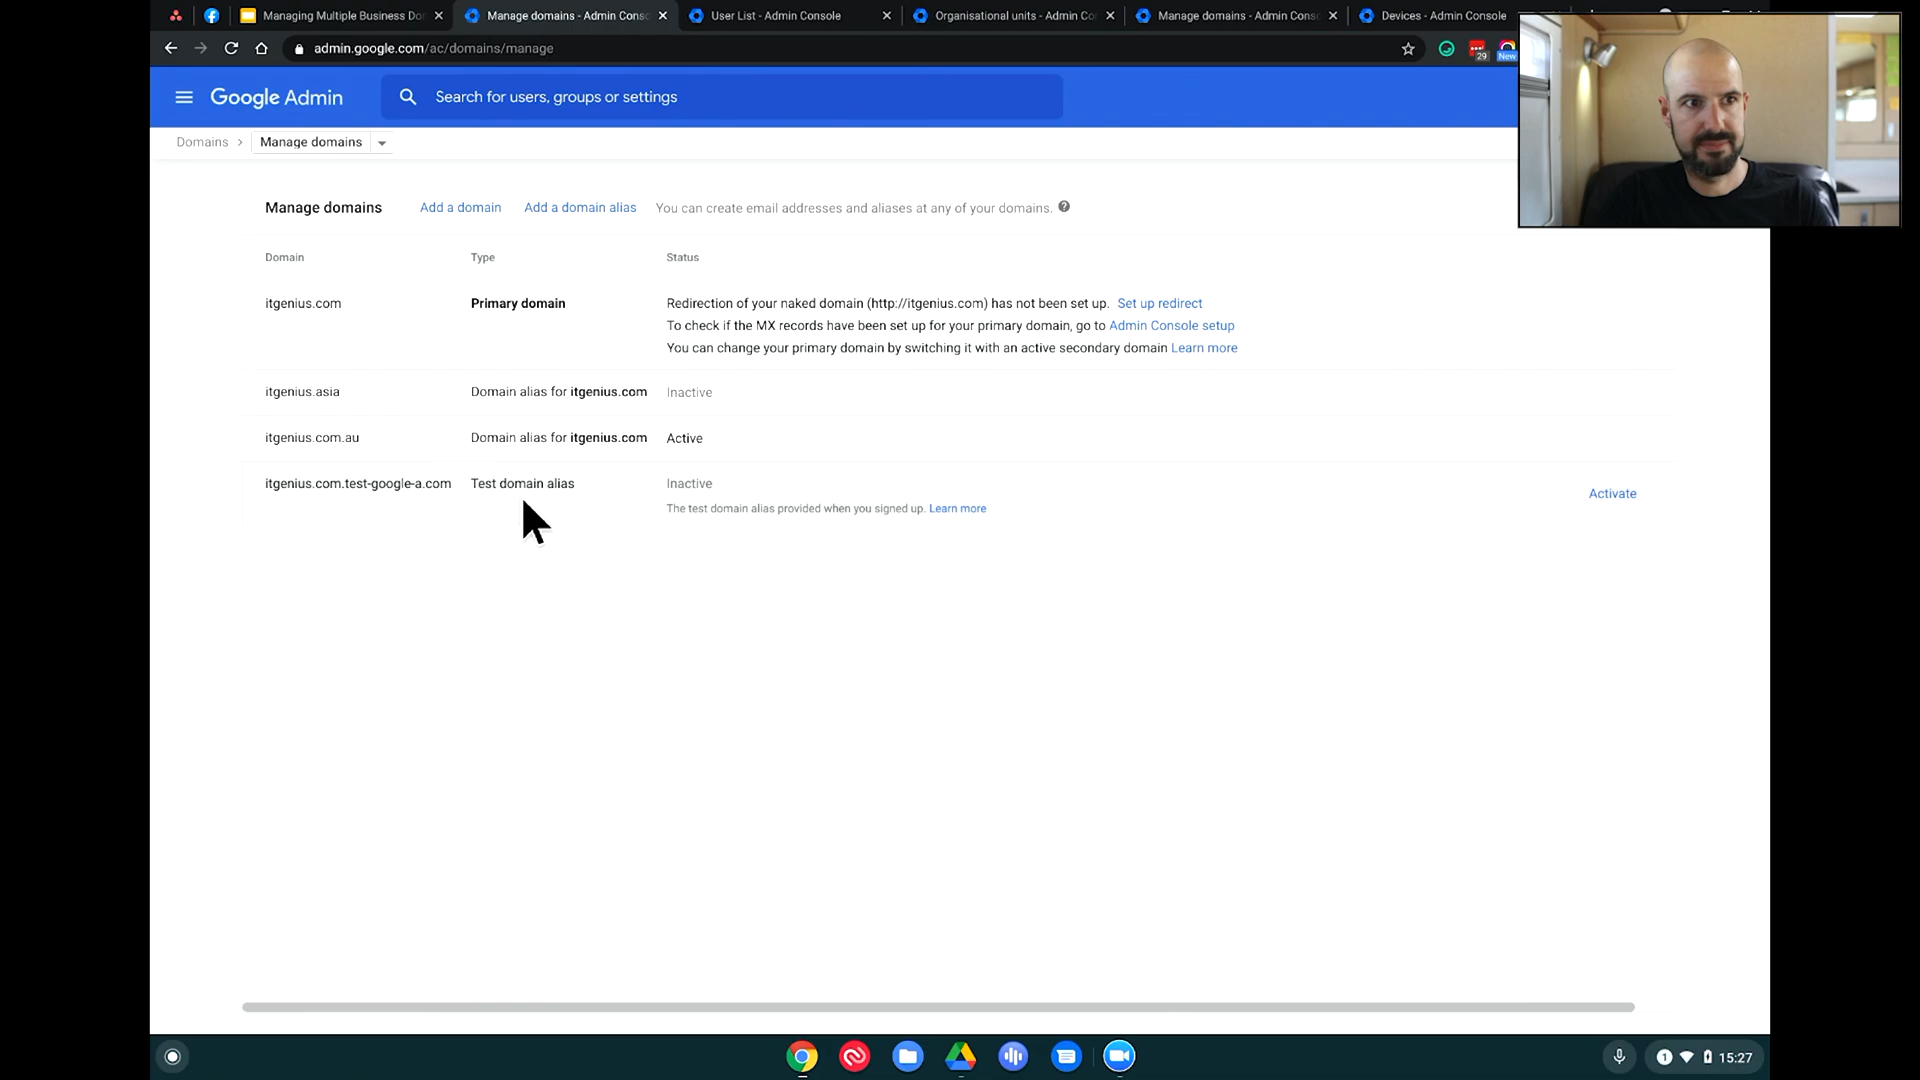 Managing Multiple Business Do
Manage domains - Admin Conso
User List - Admin Console
Organisational units - Admin Co
Manage domains - Admin Conso
Devices - Admin Console
admin.google.com/ac/domains/manage
29
New
Google Admin
Search for users, groups or settings
Domains > Manage domains
Manage domains Add a domain Add a domain alias You can create email addresses and aliases at any of your domains.
Domain Type Status
itgenius.com Primary domain Redirection of your naked domain (http://itgenius.com) has not been set up. Set up redirect
To check if the MX records have been set up for your primary domain, go to Admin Console setup
You can change your primary domain by switching it with an active secondary domain Learn more
itgenius.asia Domain alias for itgenius.com Inactive
itgenius.com.au Domain alias for itgenius.com Active
itgenius.com.test-google-a.com Test domain alias Inactive
The test domain alias provided when you signed up. Learn more
Activate
1 15:27